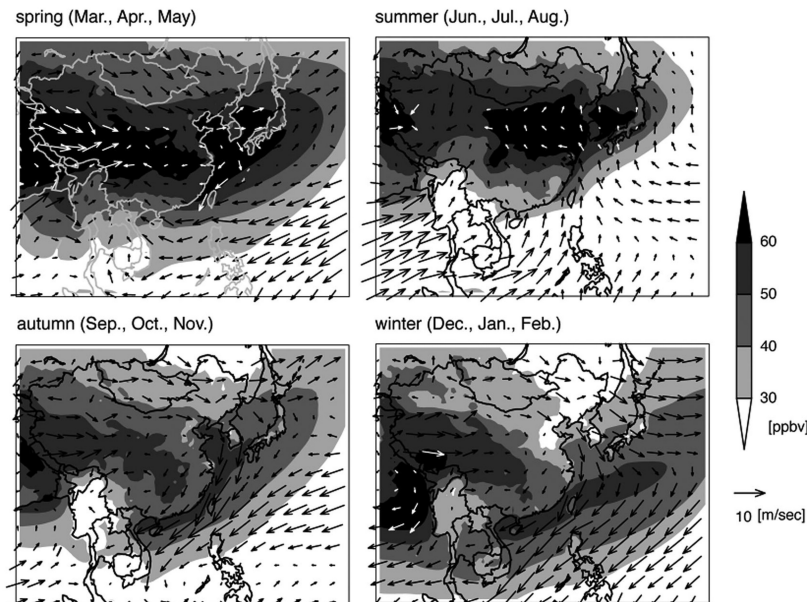 spring (Mar., Apr., May)
summer (Jun., Jul., Aug.)
autumn (Sep., Oct., Nov.)
winter (Dec., Jan., Feb.)
60
50
40
30
[ppbv]
10 [m/sec]